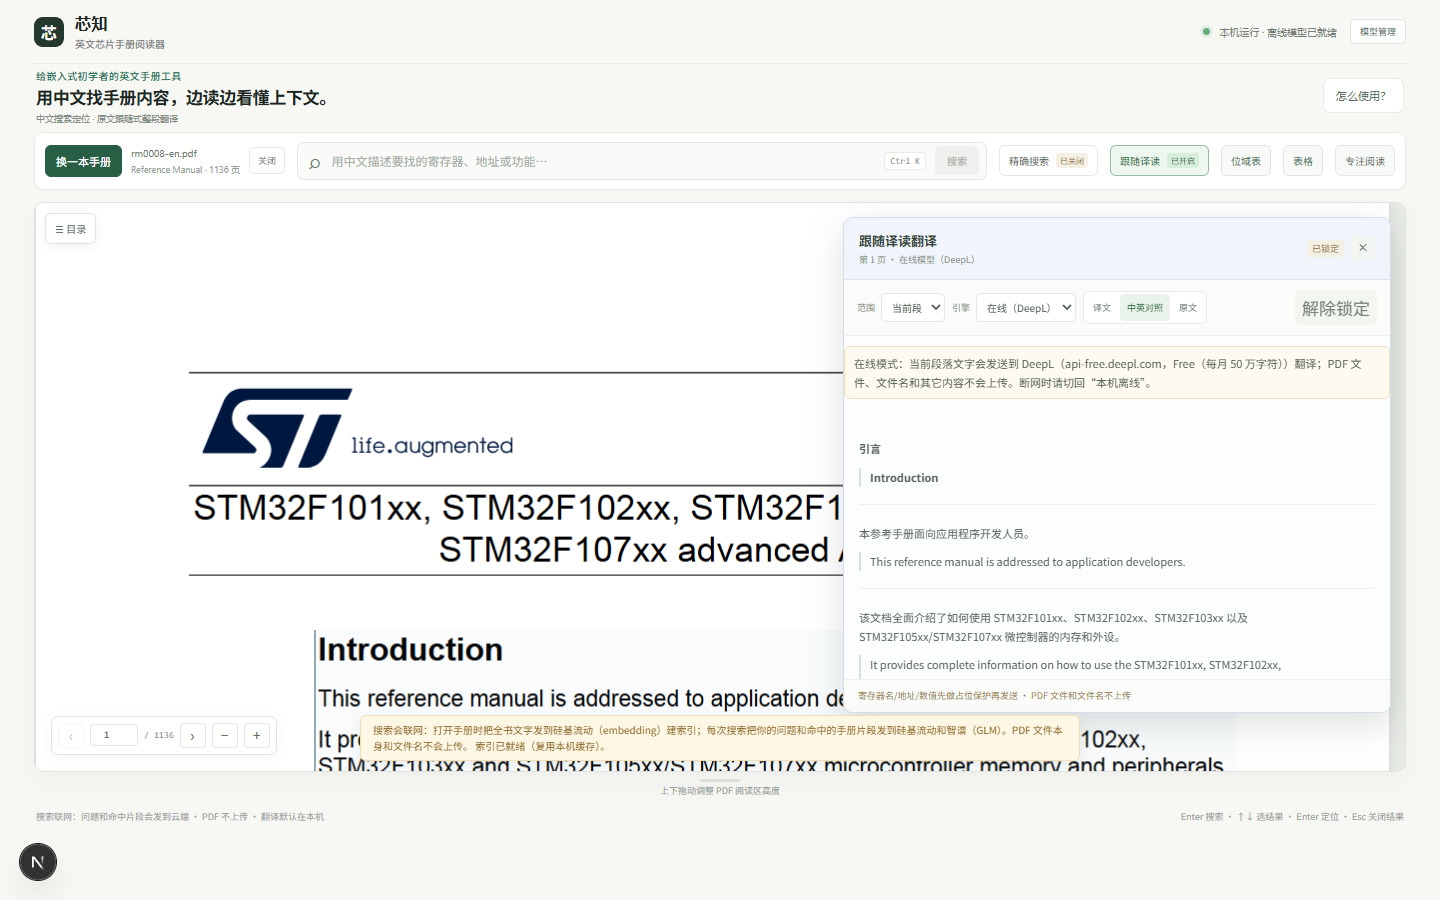 芯
芯知
英文芯片手册阅读器
本机运行 · 离线模型已就绪
模型管理
给嵌入式初学者的英文手册工具
用中文找手册内容，边读边看懂上下文。
中文搜索定位 · 原文跟随式整段翻译
怎么使用？
换一本手册
rm0008-en.pdf
Reference Manual · 1136 页
关闭
用中文描述要找的寄存器、地址或功能…
Ctrl K
搜索
精确搜索 已关闭
跟随译读 已开启
位域表
表格
专注阅读
☰ 目录
life.augmented
STM32F101xx, STM32F102xx, STM32F1
STM32F107xx advanced
Introduction
This reference manual is addressed to application de
It pr
102xx,
STM32F103xx and STM32F105xx/STM32F107xx microcontroller memory and peripherals
跟随译读翻译
第 1 页 · 在线模型（DeepL）
已锁定
×
范围 当前段
引擎 在线（DeepL）
译文 中英对照 原文
解除锁定
在线模式：当前段落文字会发送到 DeepL（api-free.deepl.com，Free（每月 50 万字符））翻译；PDF 文
件、文件名和其它内容不会上传。断网时请切回“本机离线”。
引言
Introduction
本参考手册面向应用程序开发人员。
This reference manual is addressed to application developers.
该文档全面介绍了如何使用 STM32F101xx、STM32F102xx、STM32F103xx 以及
STM32F105xx/STM32F107xx 微控制器的内存和外设。
It provides complete information on how to use the STM32F101xx, STM32F102xx,
寄存器名/地址/数值先做占位保护再发送 · PDF 文件和文件名不上传
‹ 1 / 1136 › − +
搜索会联网：打开手册时把全书文字发到硅基流动（embedding）建索引；每次搜索把你的问题和命中的手册片段发到硅基流动和智谱（GLM）。PDF 文件本
身和文件名不会上传。 索引已就绪（复用本机缓存）。
上下拖动调整 PDF 阅读区高度
搜索联网：问题和命中片段会发到云端 · PDF 不上传 · 翻译默认在本机
Enter 搜索 · ↑↓ 选结果 · Enter 定位 · Esc 关闭结果
N